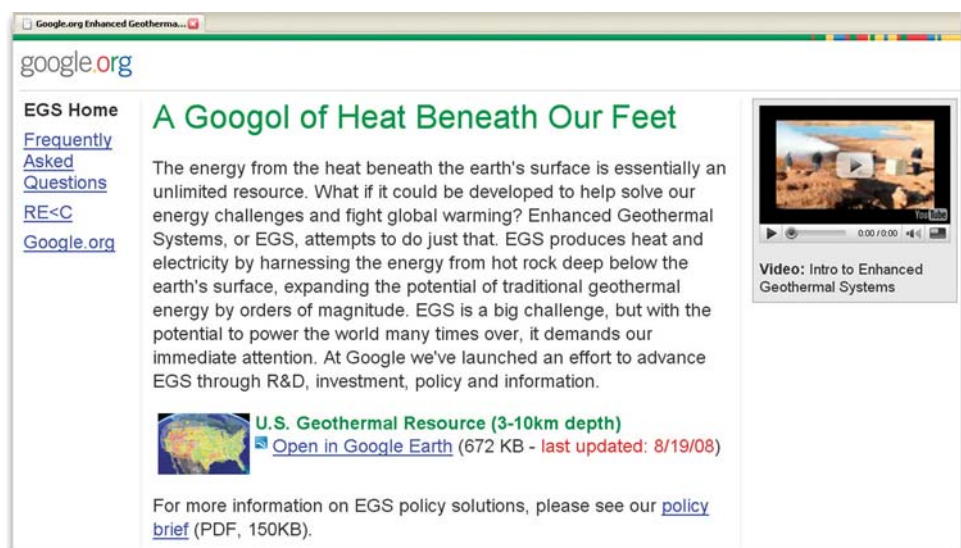 Google.org Enhanced Geotherma...
google.org
EGS Home
Frequently
Asked
Questions
RE<C
Google.org
A Googol of Heat Beneath Our Feet
The energy from the heat beneath the earth's surface is essentially an
unlimited resource. What if it could be developed to help solve our
energy challenges and fight global warming? Enhanced Geothermal
Systems, or EGS, attempts to do just that. EGS produces heat and
electricity by harnessing the energy from hot rock deep below the
earth's surface, expanding the potential of traditional geothermal
energy by orders of magnitude. EGS is a big challenge, but with the
potential to power the world many times over, it demands our
immediate attention. At Google we've launched an effort to advance
EGS through R&D, investment, policy and information.
U.S. Geothermal Resource (3-10km depth)
Open in Google Earth (672 KB - last updated: 8/19/08)
For more information on EGS policy solutions, please see our policy
brief (PDF, 150KB).
YouTube
0:00 / 0:00
Video: Intro to Enhanced
Geothermal Systems